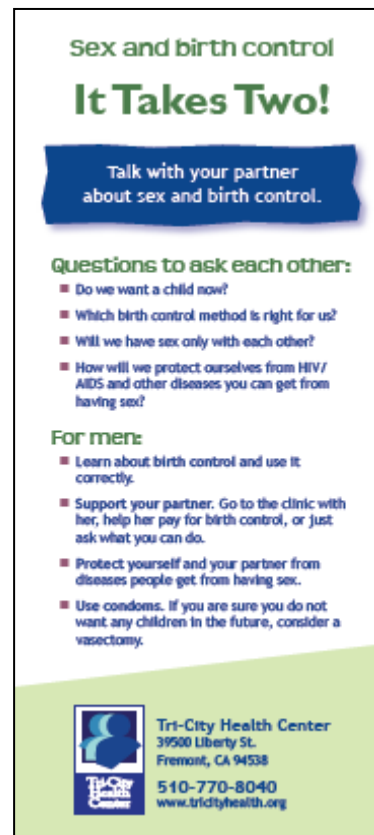 Sex and birth control
It Takes Two!
Talk with your partner
about sex and birth control.
Questions to ask each other:
■ Do we want a child now?
■ Which birth control method is right for us?
■ Will we have sex only with each other?
■ How will we protect ourselves from HIV/
AIDS and other diseases you can get from
having sex?
For men:
■ Learn about birth control and use it
correctly.
■ Support your partner. Go to the clinic with
her, help her pay for birth control, or just
ask what you can do.
■ Protect yourself and your partner from
diseases people get from having sex.
■ Use condoms. If you are sure you do not
want any children in the future, consider a
vasectomy.
Tri-City
Health
Center
Tri-City Health Center
39500 Liberty St.
Fremont, CA 94538
510-770-8040
www.tricityhealth.org